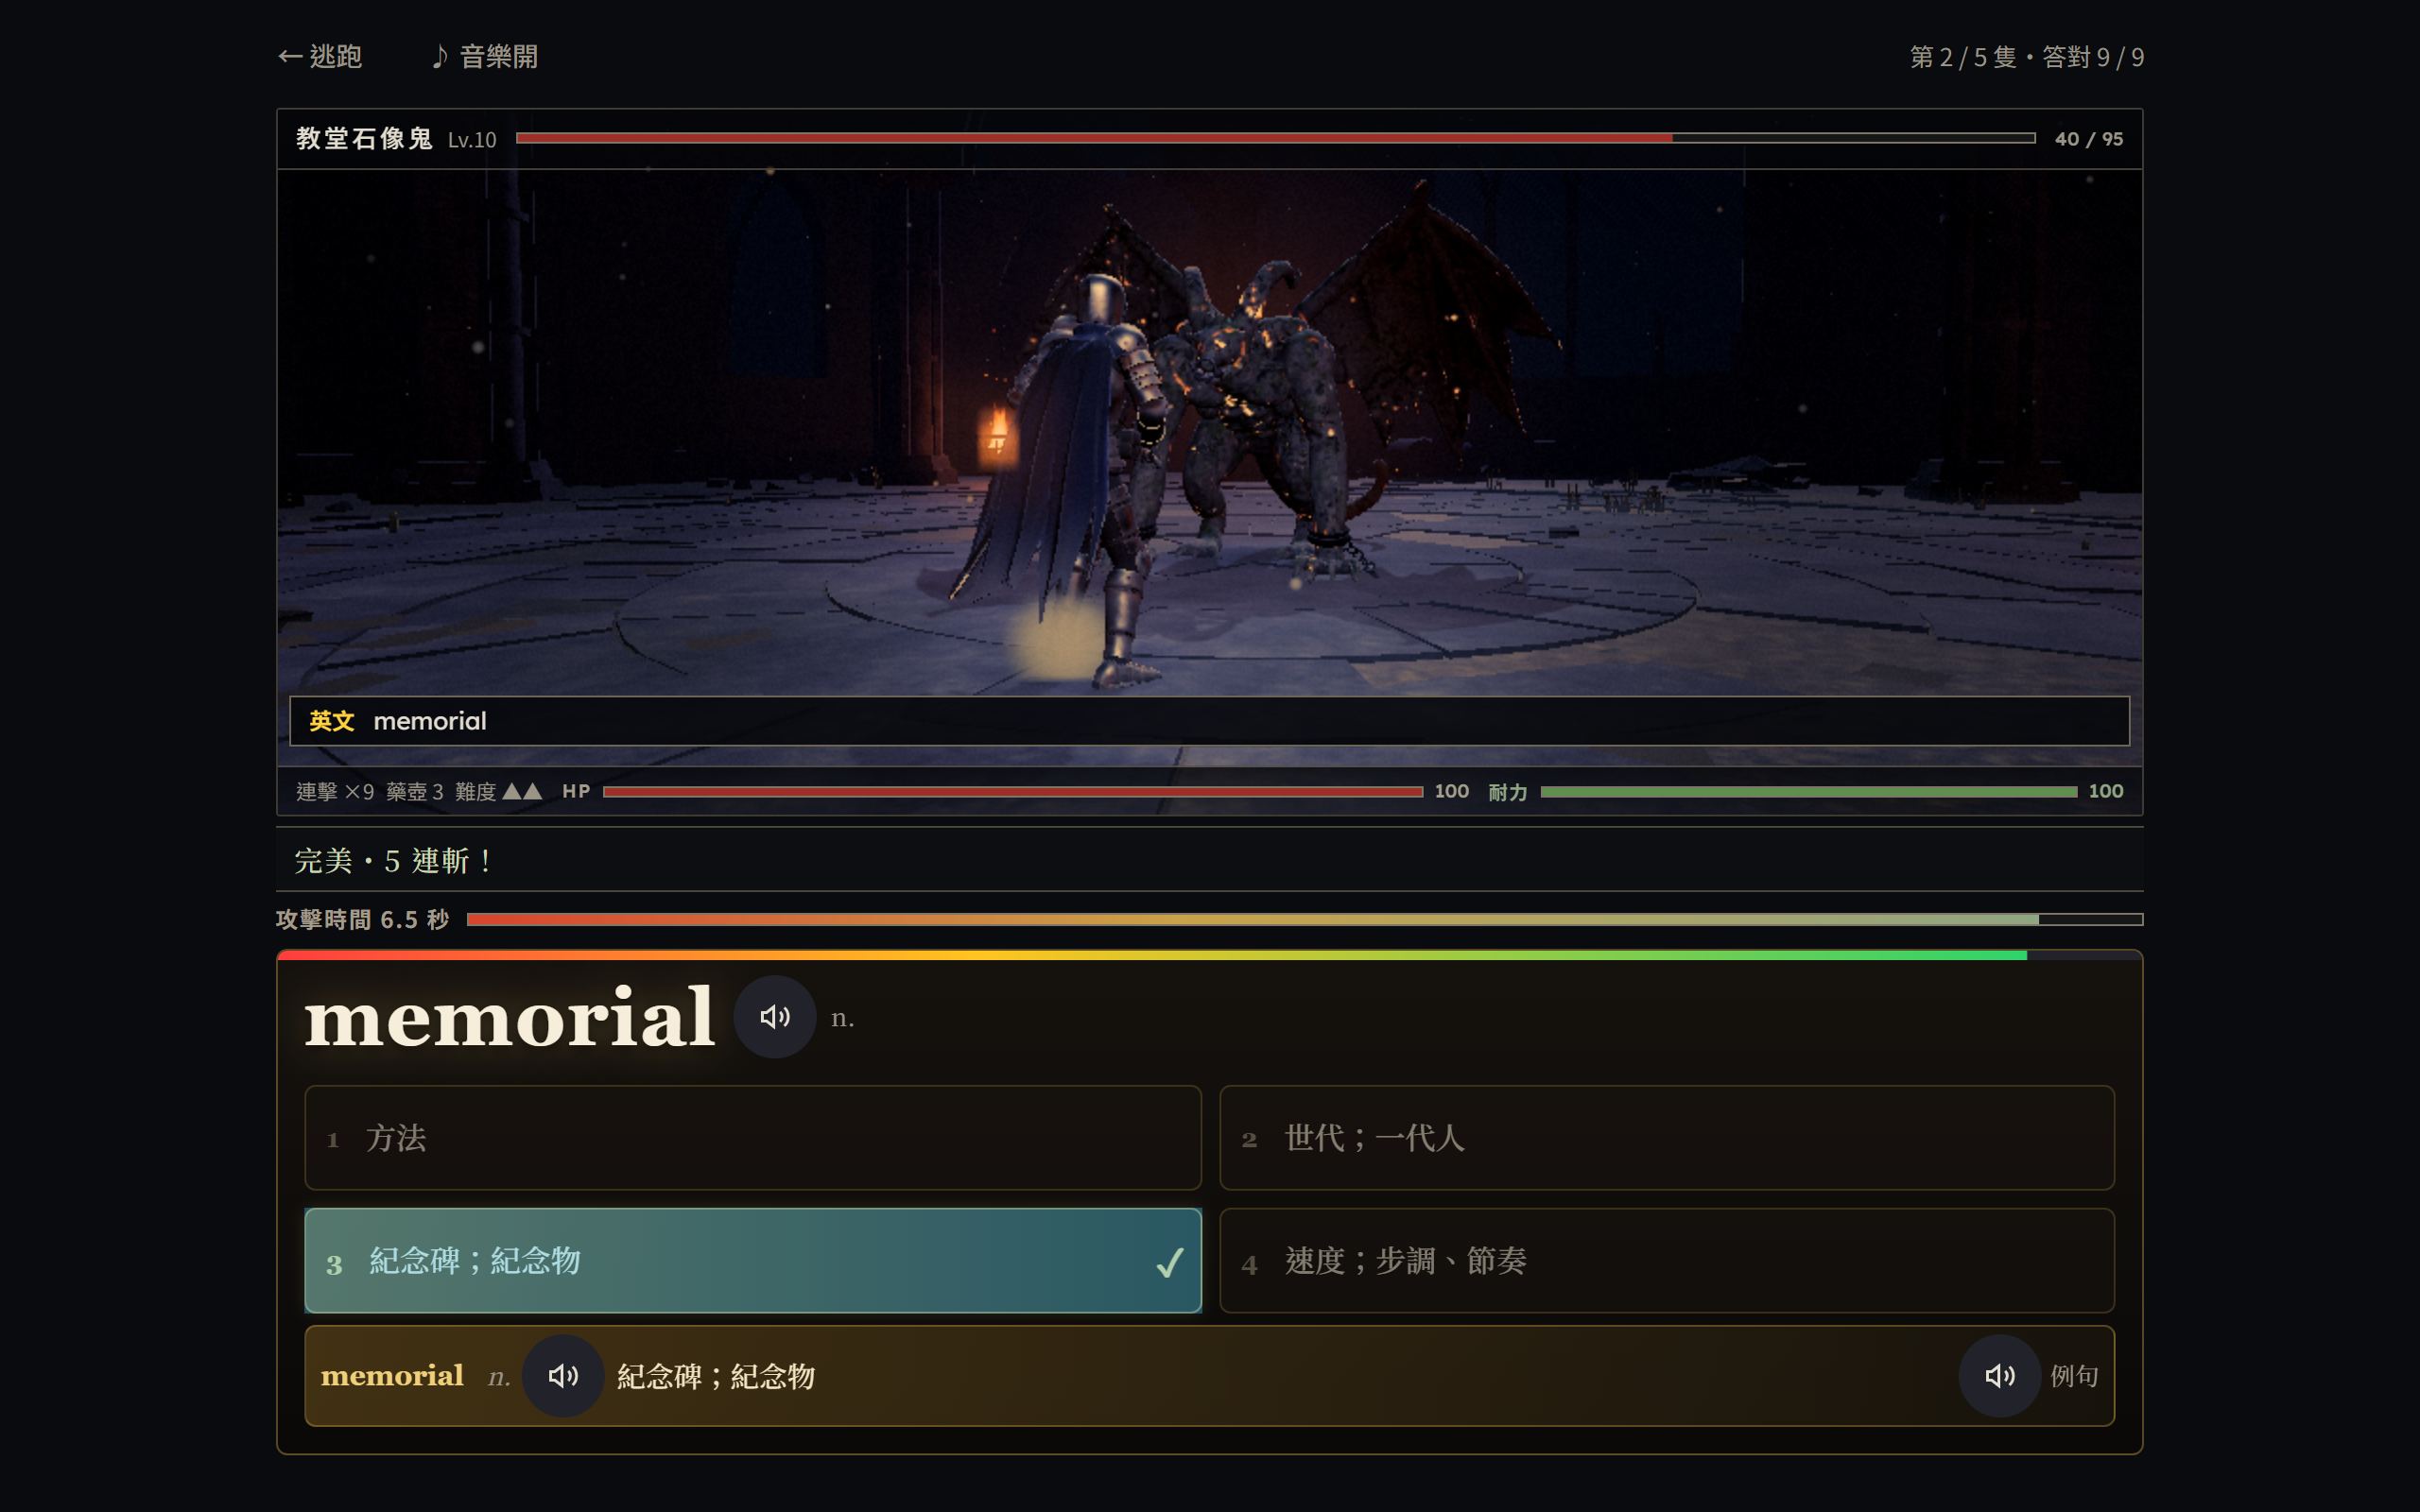 ← 逃跑 ♪ 音樂開 第 2 / 5 隻・答對 9 / 9
教堂石像鬼 Lv.10 40 / 95
英文 memorial
連擊 ×9 藥壺 3 難度 ▲▲ HP 100 耐力 100
完美・5 連斬！
攻擊時間 6.5 秒
memorial n.
1 方法
2 世代；一代人
3 紀念碑；紀念物 ✓
4 速度；步調、節奏
memorial n. 紀念碑；紀念物 例句